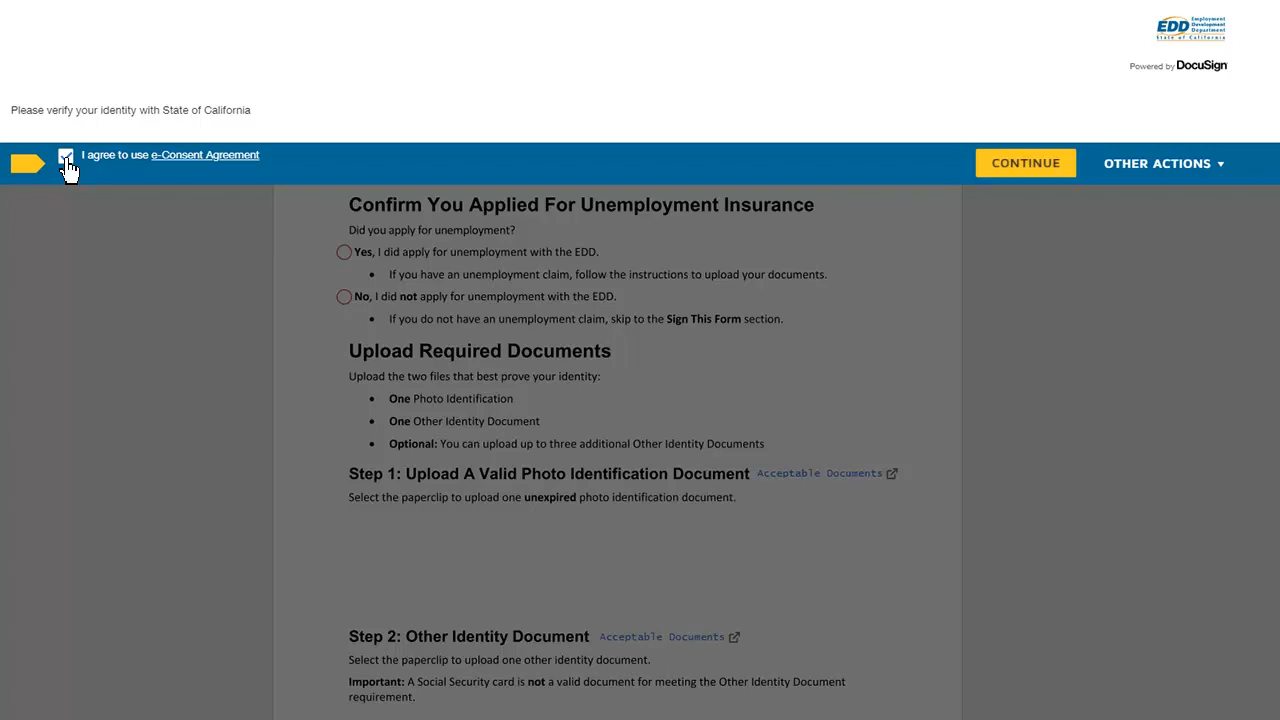 EDD Employment
Development
Department
State of California
Powered by DocuSign
Please verify your identity with State of California
I agree to use e-Consent Agreement
CONTINUE
OTHER ACTIONS
Confirm You Applied For Unemployment Insurance
Did you apply for unemployment?
Yes, I did apply for unemployment with the EDD.
• If you have an unemployment claim, follow the instructions to upload your documents.
No, I did not apply for unemployment with the EDD.
• If you do not have an unemployment claim, skip to the Sign This Form section.
Upload Required Documents
Upload the two files that best prove your identity:
• One Photo Identification
• One Other Identity Document
• Optional: You can upload up to three additional Other Identity Documents
Step 1: Upload A Valid Photo Identification Document Acceptable Documents
Select the paperclip to upload one unexpired photo identification document.
Step 2: Other Identity Document Acceptable Documents
Select the paperclip to upload one other identity document.
Important: A Social Security card is not a valid document for meeting the Other Identity Document
requirement.